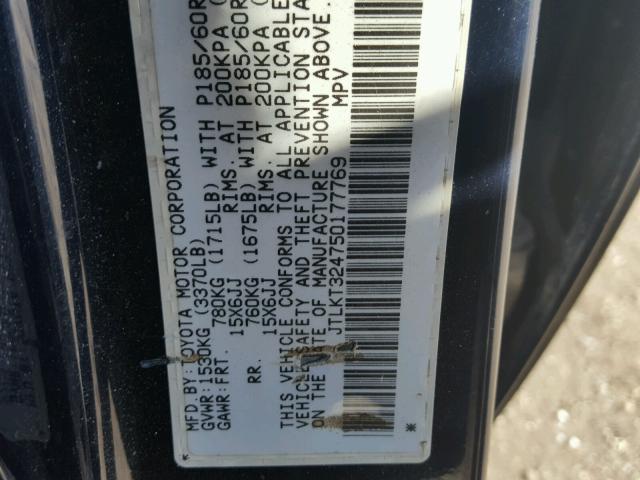 MFD.BY:TOYOTA MOTOR CORPORATION
GVWR:1530KG (3370LB)
GAWR:FRT. 780KG (1715LB) WITH P185/60R
15X6JJ RIMS. AT 200KPA (
RR. 760KG (1675LB) WITH P185/60R
15X6JJ RIMS. AT 200KPA (
THIS VEHICLE CONFORMS TO ALL APPLICABLE
VEHICLE SAFETY AND THEFT PREVENTION STA
ON THE DATE OF MANUFACTURE SHOWN ABOVE.
JTLKT324750177769 MPV